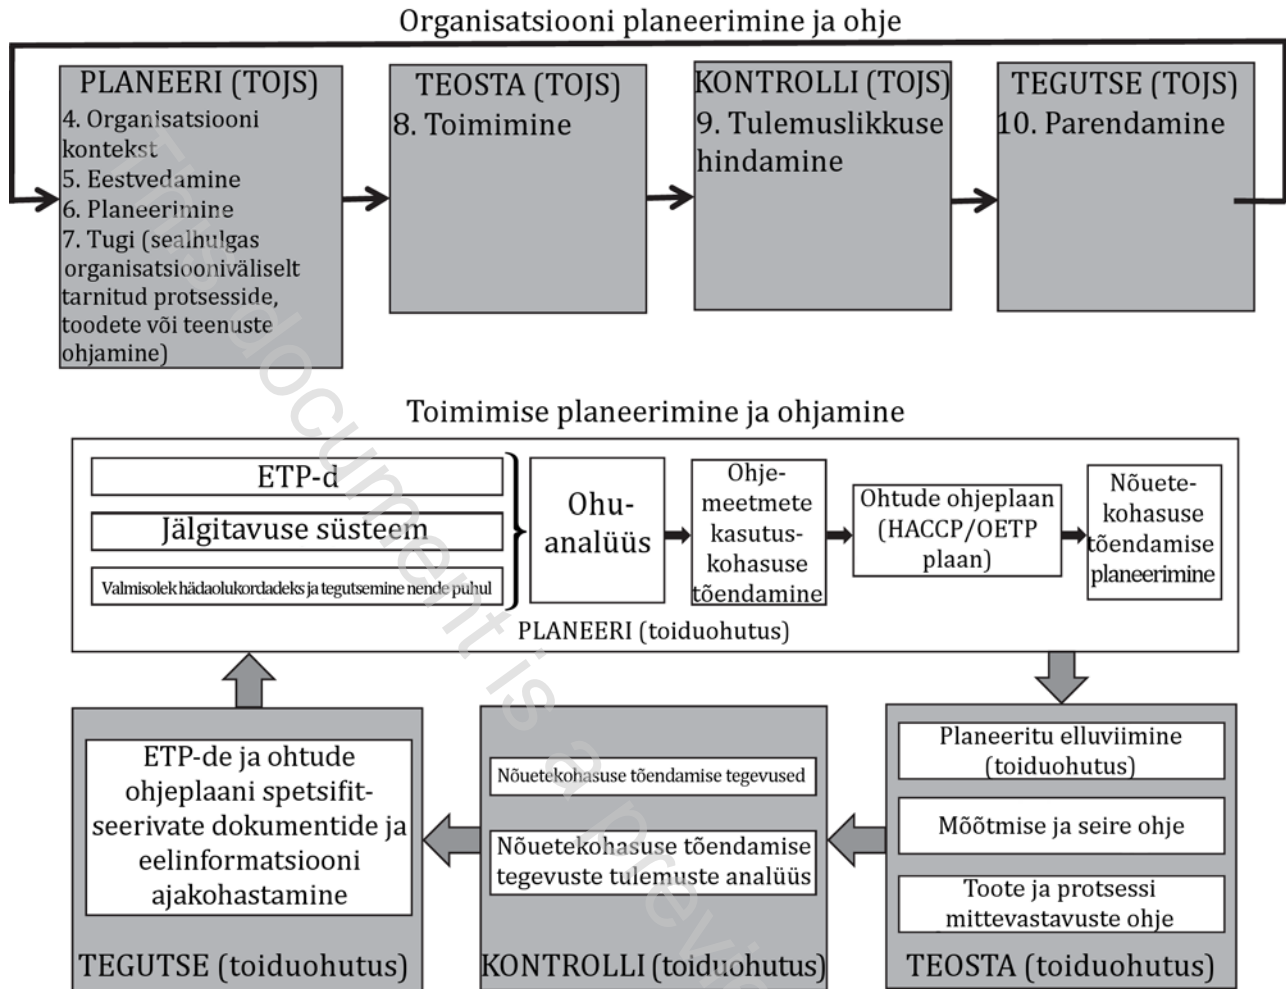 Organisatsiooni planeerimine ja ohje
PLANEERI (TOJS)
4. Organisatsiooni
kontekst
5. Eestvedamine
6. Planeerimine
7. Tugi (sealhulgas
organisatsiooniväliselt
tarnitud protsesside,
toodete või teenuste
ohjamine)
TEOSTA (TOJS)
8. Toimimine
KONTROLLI (TOJS)
9. Tulemuslikkuse
hindamine
TEGUTSE (TOJS)
10. Parendamine
Toimimise planeerimine ja ohjamine
ETP-d
Jälgitavuse süsteem
Valmisolek hädaolukordadeks ja tegutsemine nende puhul
Ohu-
analüüs
Ohje-
meetmete
kasutus-
kohasuse
tõendamine
Ohtude ohjeplaan
(HACCP/OETP
plaan)
Nõuete-
kohasuse
tõendamise
planeerimine
PLANEERI (toiduohutus)
ETP-de ja ohtude
ohjeplaani spetsifit-
seerivate dokumentide ja
eelinformatsiooni
ajakohastamine
TEGUTSE (toiduohutus)
Nõuetekohasuse tõendamise tegevused
Nõuetekohasuse tõendamise
tegevuste tulemuste analüüs
KONTROLLI (toiduohutus)
Planeeritu elluviimine
(toiduohutus)
Mõõtmise ja seire ohje
Toote ja protsessi
mittevastavuste ohje
TEOSTA (toiduohutus)
This document is a preview